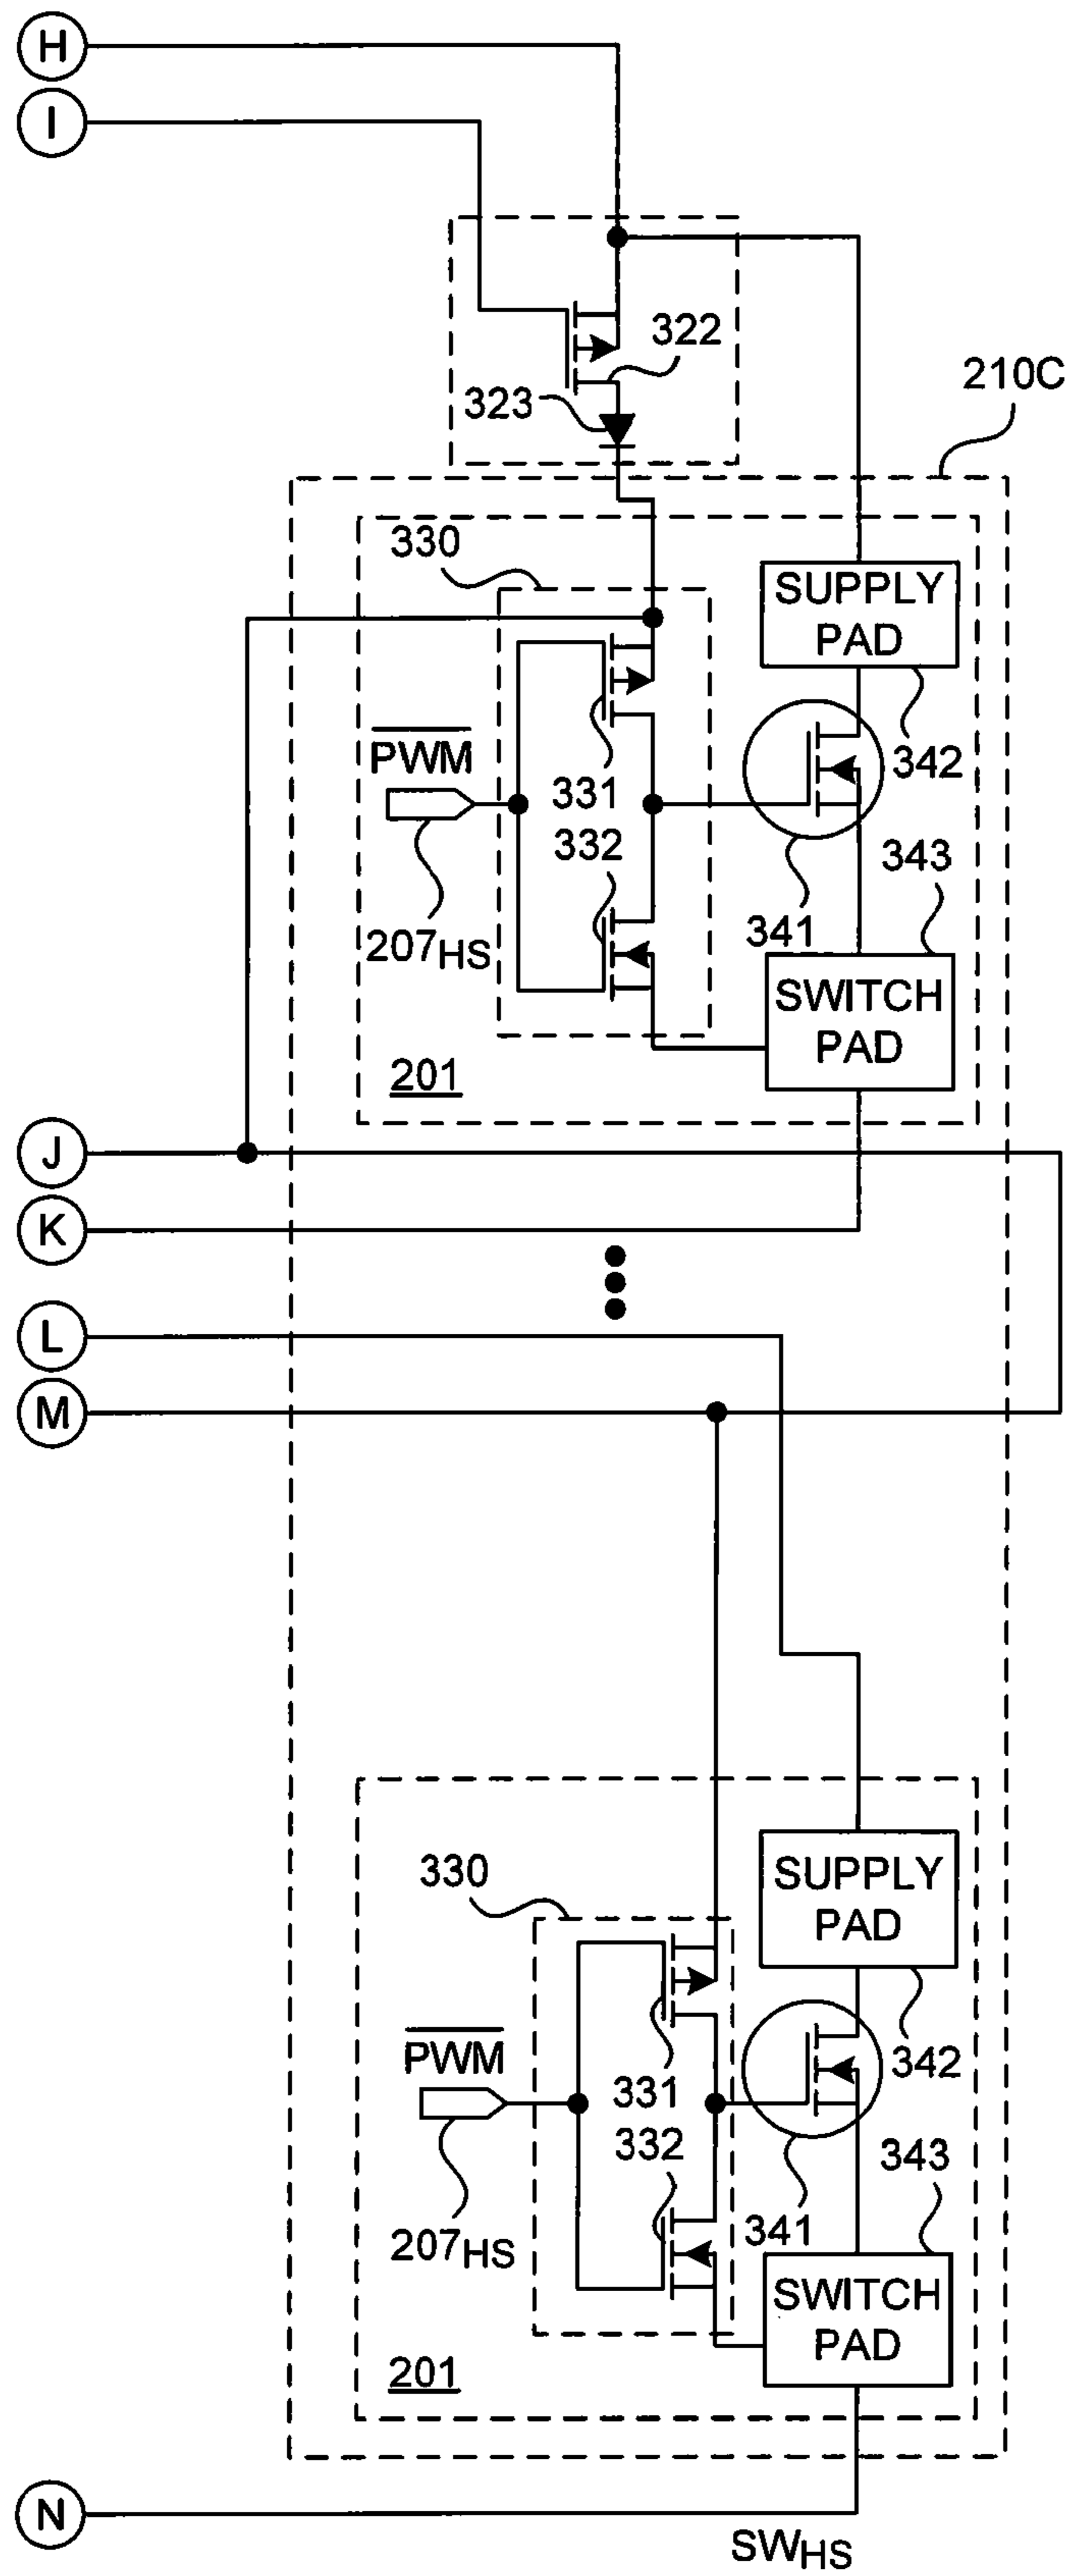 H
I
322
323
210C
330
SUPPLY
PAD
PWM
331
342
332
343
207HS
341
SWITCH
PAD
201
J
K
L
M
330
SUPPLY
PAD
PWM
331
342
332
343
207HS
341
SWITCH
PAD
201
N
SWHS